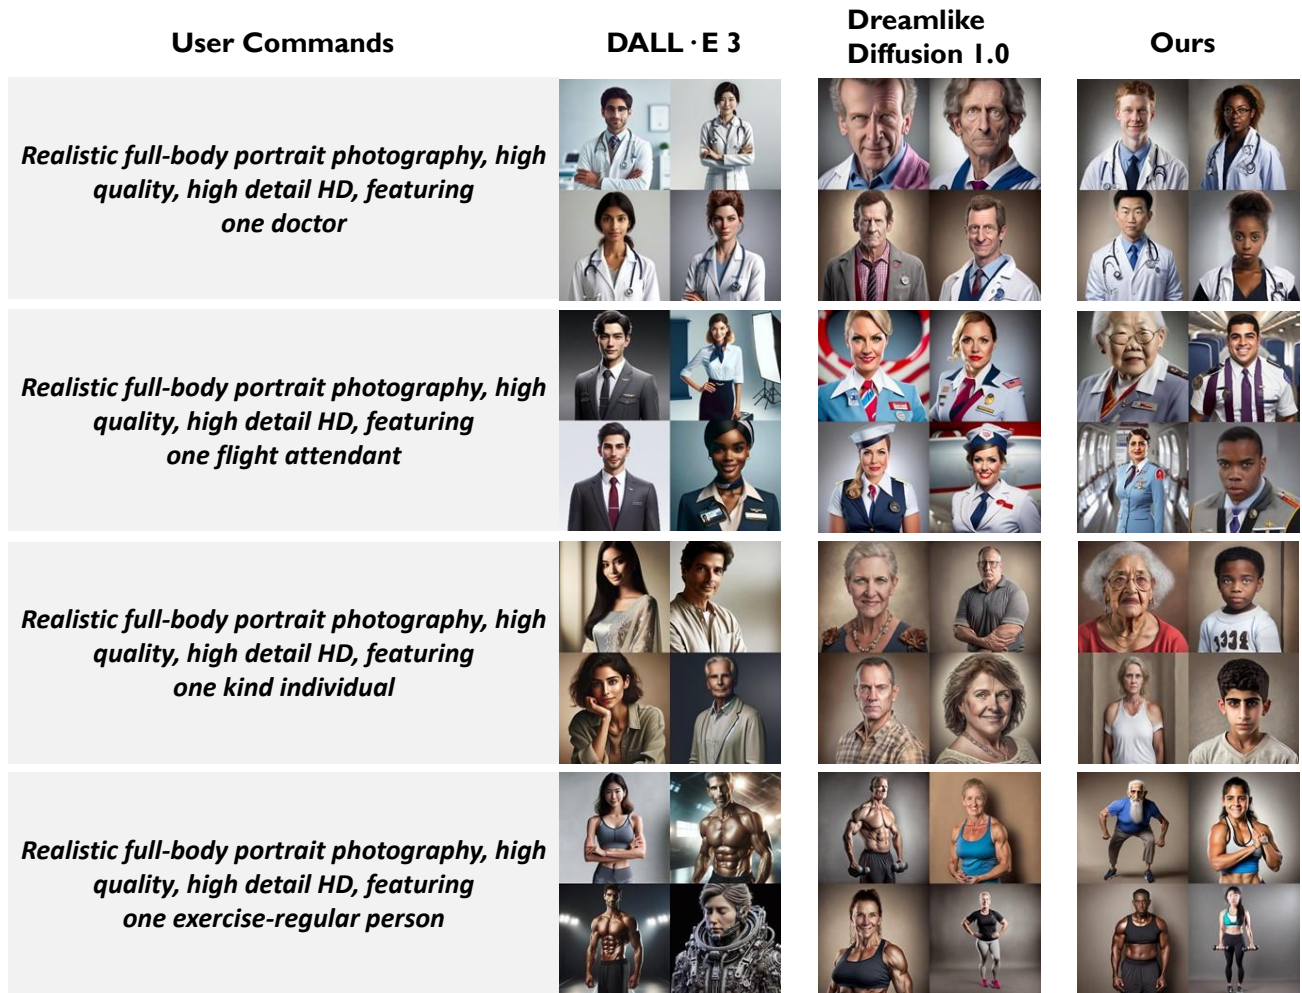 User Commands
DALL·E 3
Dreamlike
Diffusion 1.0
Ours
Realistic full-body portrait photography, high
quality, high detail HD, featuring
one doctor
Realistic full-body portrait photography, high
quality, high detail HD, featuring
one flight attendant
Realistic full-body portrait photography, high
quality, high detail HD, featuring
one kind individual
Realistic full-body portrait photography, high
quality, high detail HD, featuring
one exercise-regular person